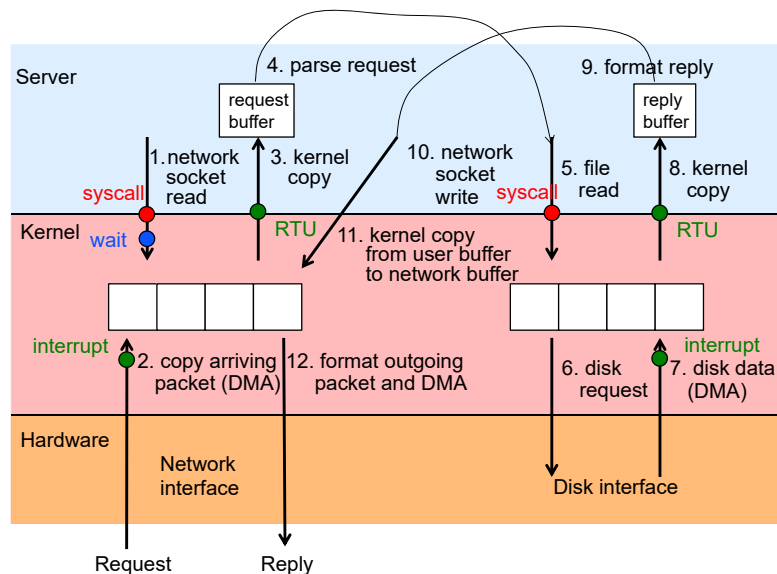 Server
4. parse request
9. format reply
request
buffer
reply
buffer
1. network
socket
read
3. kernel
copy
10. network
socket
write
5. file
read
8. kernel
copy
syscall
syscall
Kernel
wait
RTU
11. kernel copy
from user buffer
to network buffer
RTU
interrupt
2. copy arriving
packet (DMA)
12. format outgoing
packet and DMA
6. disk
request
interrupt
7. disk data
(DMA)
Hardware
Network
interface
Disk interface
Request
Reply